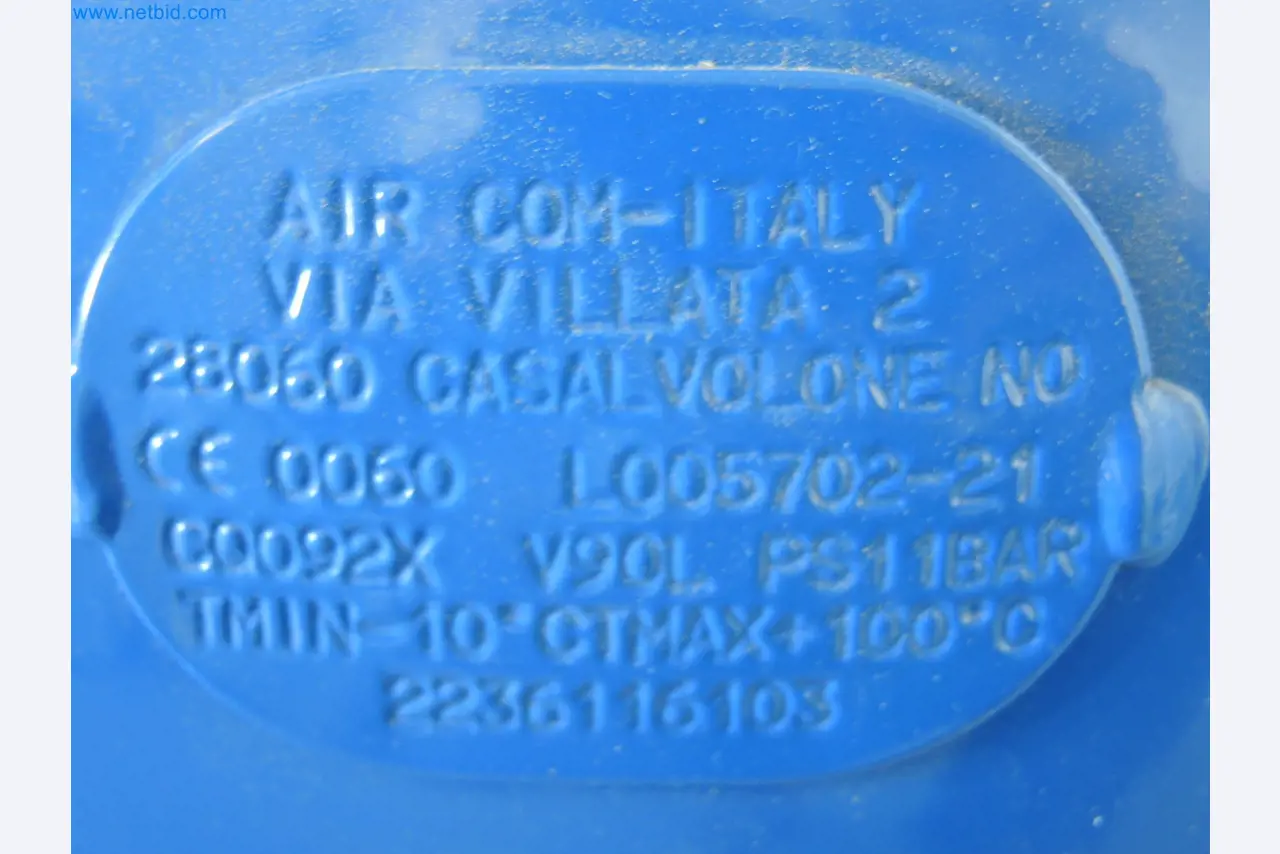 www.netbid.com
AIR COM-ITALY
VIA VILLATA 2
28060 CASALVOLONE NO
CE 0060 L005702-21
CQ092X V90L PS11BAR
TMIN-10°CTMAX+100°C
2236116103